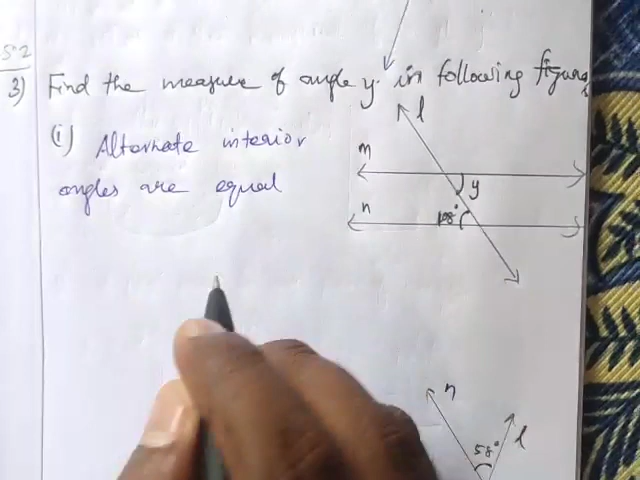 5.2
3) Find the measure of angle y. in following figures
(i) Alternate interior
angles are equal
l
m
y
n
108°
n
58°
l